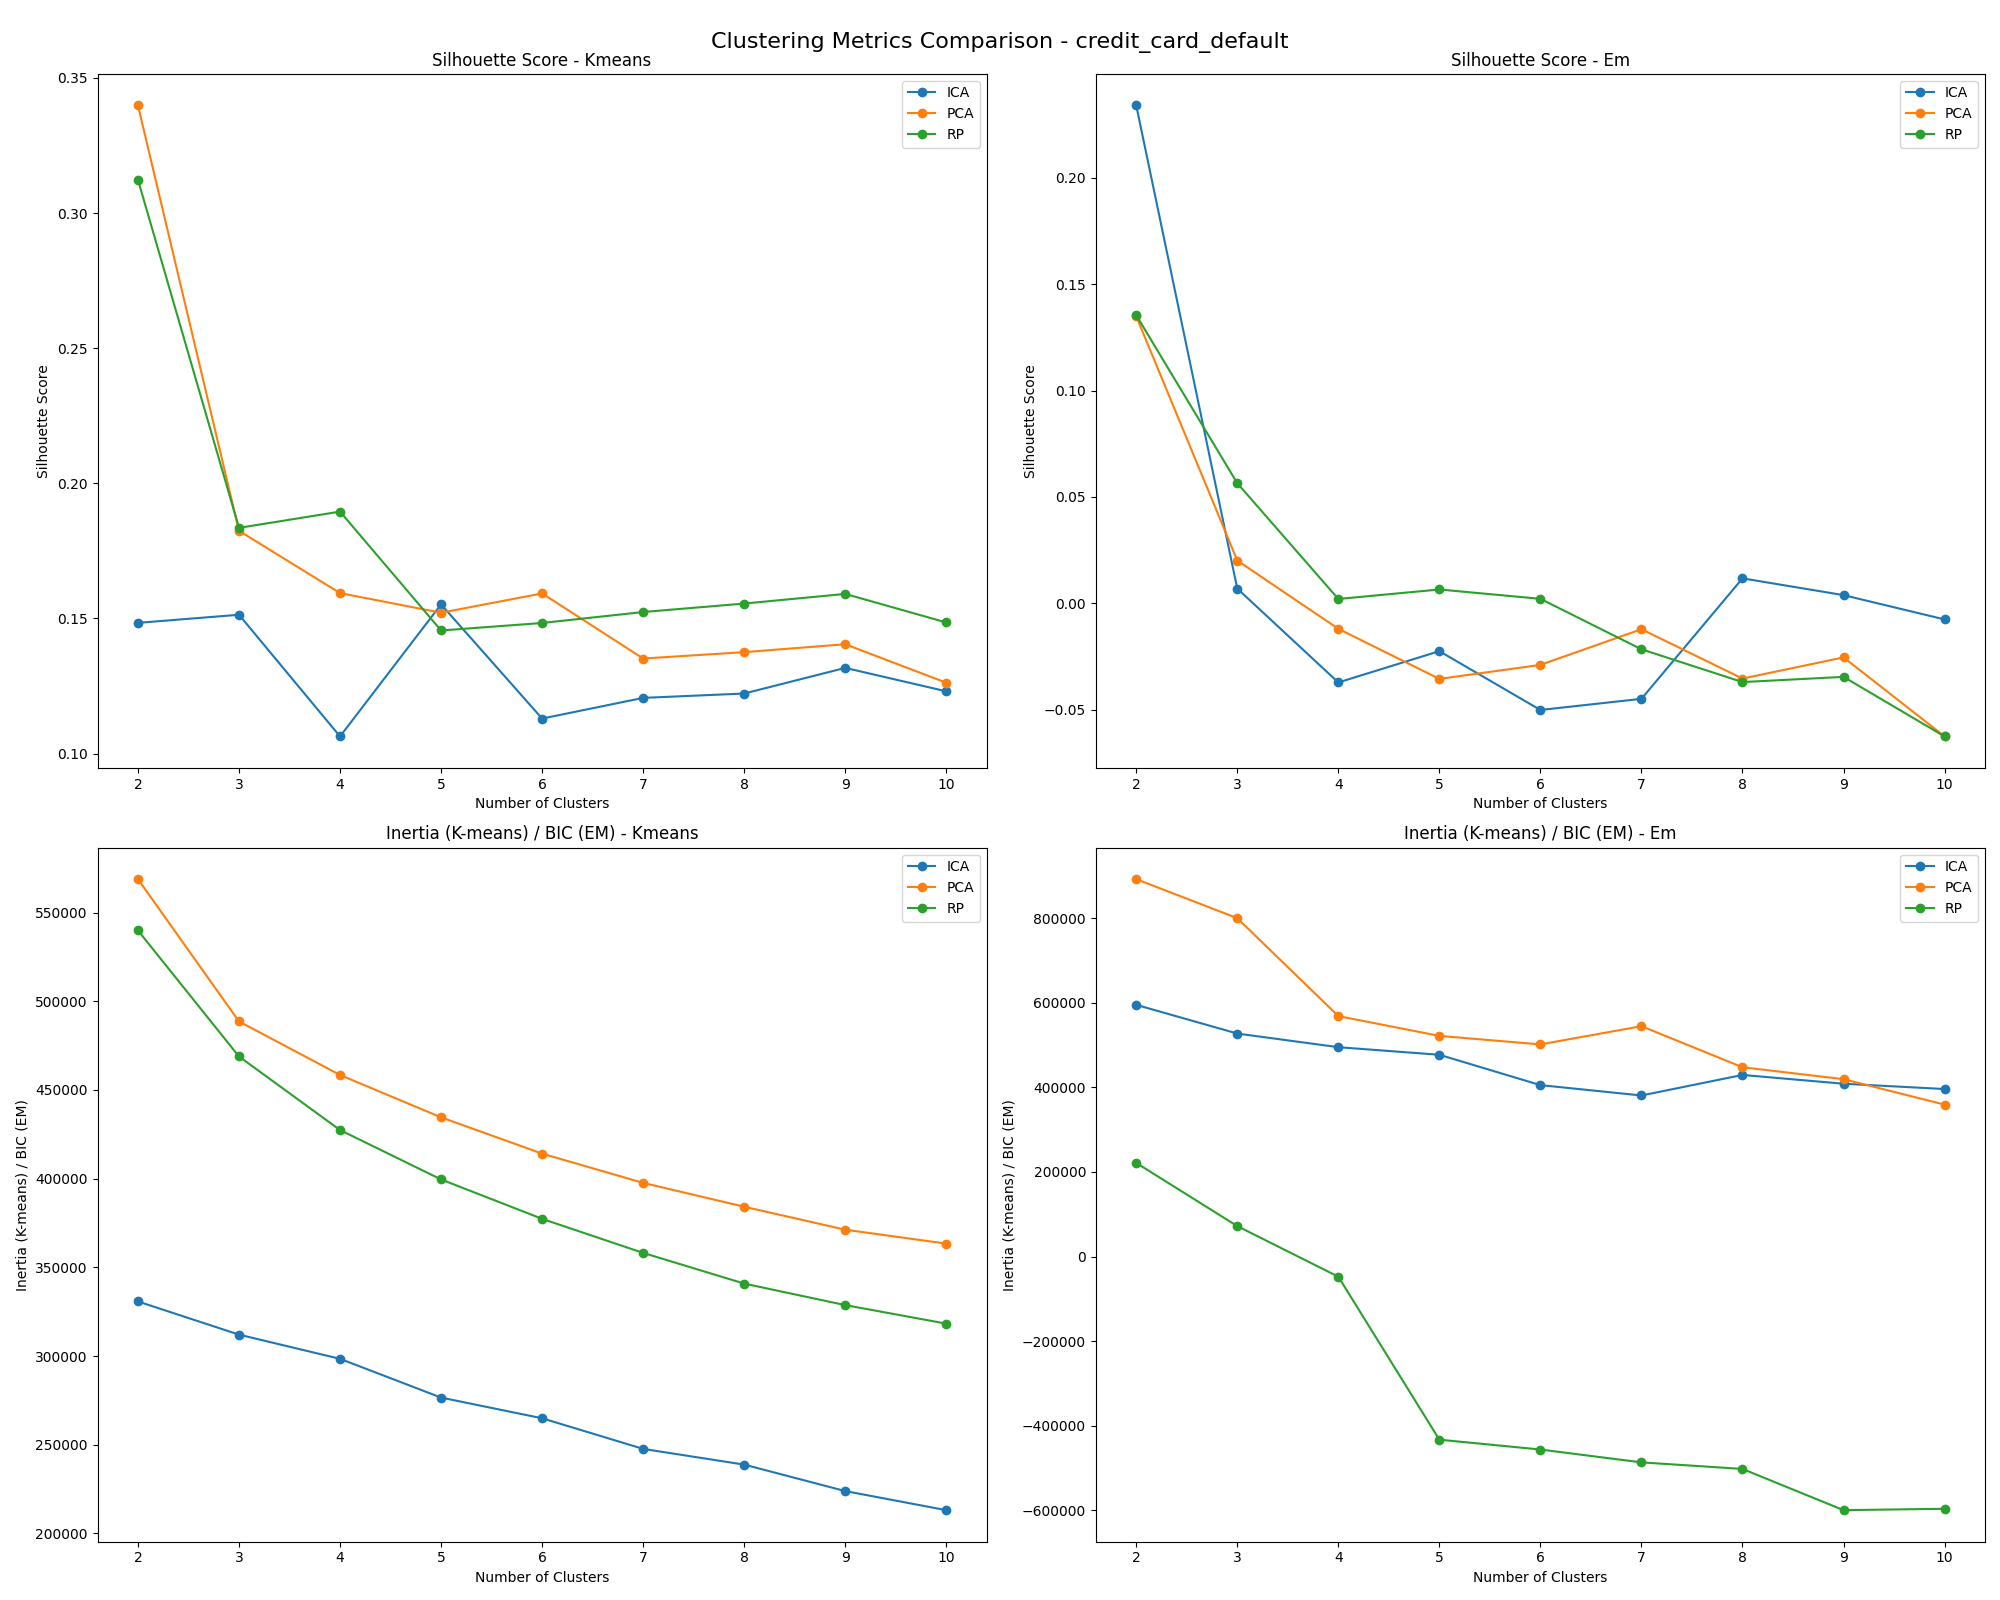 Clustering Metrics Comparison - credit_card_default
Silhouette Score - Kmeans
0.35
0.30
0.25
0.20
0.15
0.10
Silhouette Score
ICA
PCA
RP
2 3 4 5 6 7 8 9 10
Number of Clusters
Silhouette Score - Em
0.20
0.15
0.10
0.05
0.00
−0.05
Silhouette Score
ICA
PCA
RP
2 3 4 5 6 7 8 9 10
Number of Clusters
Inertia (K-means) / BIC (EM) - Kmeans
550000
500000
450000
400000
350000
300000
250000
200000
Inertia (K-means) / BIC (EM)
ICA
PCA
RP
2 3 4 5 6 7 8 9 10
Number of Clusters
Inertia (K-means) / BIC (EM) - Em
800000
600000
400000
200000
0
−200000
−400000
−600000
Inertia (K-means) / BIC (EM)
ICA
PCA
RP
2 3 4 5 6 7 8 9 10
Number of Clusters